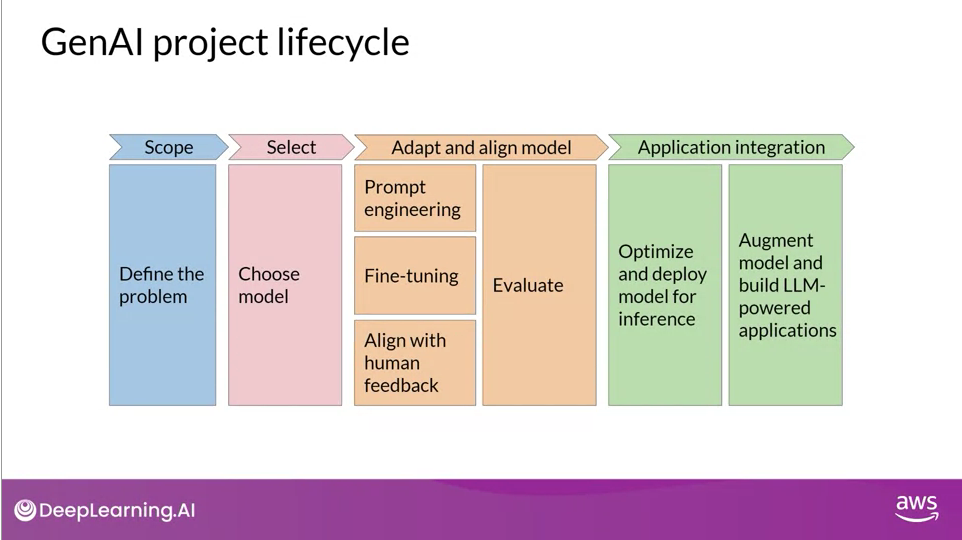 GenAI project lifecycle
Scope
Select
Adapt and align model
Application integration
Define the
problem
Choose
model
Prompt
engineering
Fine-tuning
Align with
human
feedback
Evaluate
Optimize
and deploy
model for
inference
Augment
model and
build LLM-
powered
applications
DeepLearning.AI
aws